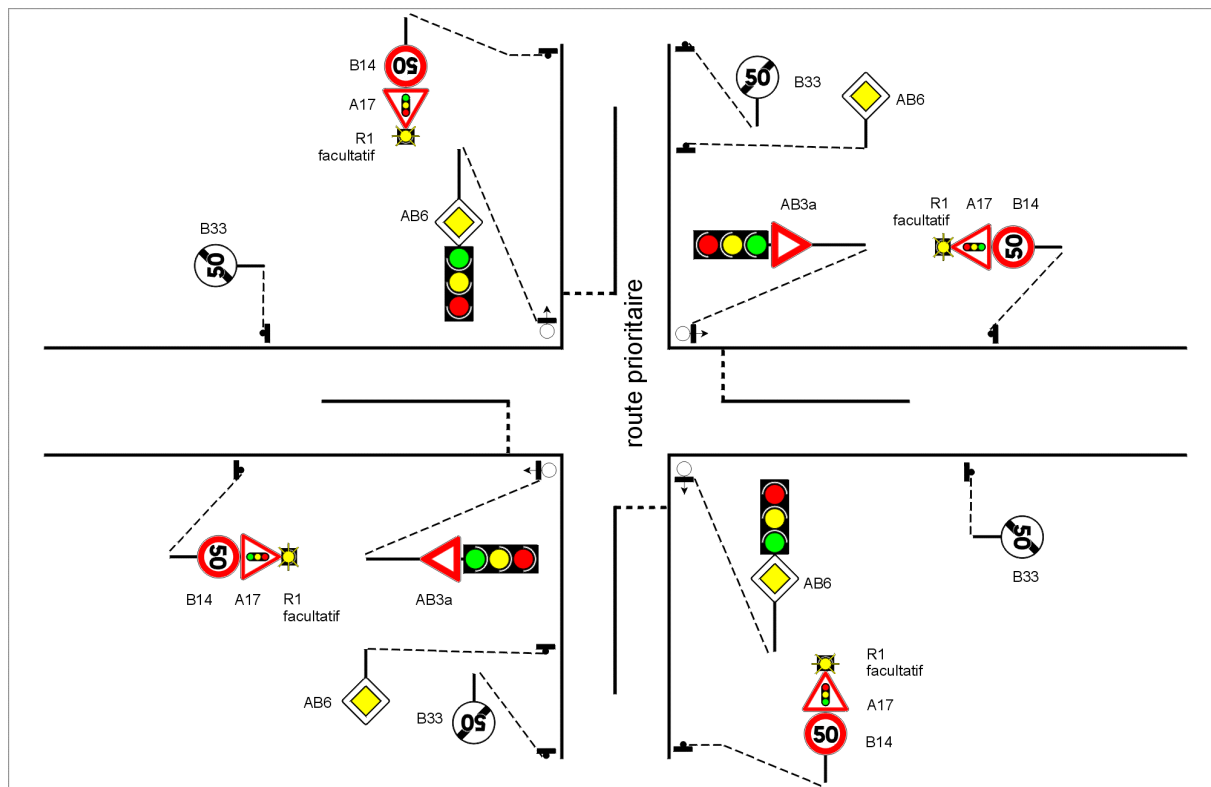 B14
50
A17
R1
facultatif
AB6
B33
50
50
B33
AB6
AB3a
R1
facultatif
A17
B14
50
route prioritaire
50
B14
A17
R1
facultatif
AB3a
AB6
B33
50
AB6
R1
facultatif
A17
50
B14
50
B33